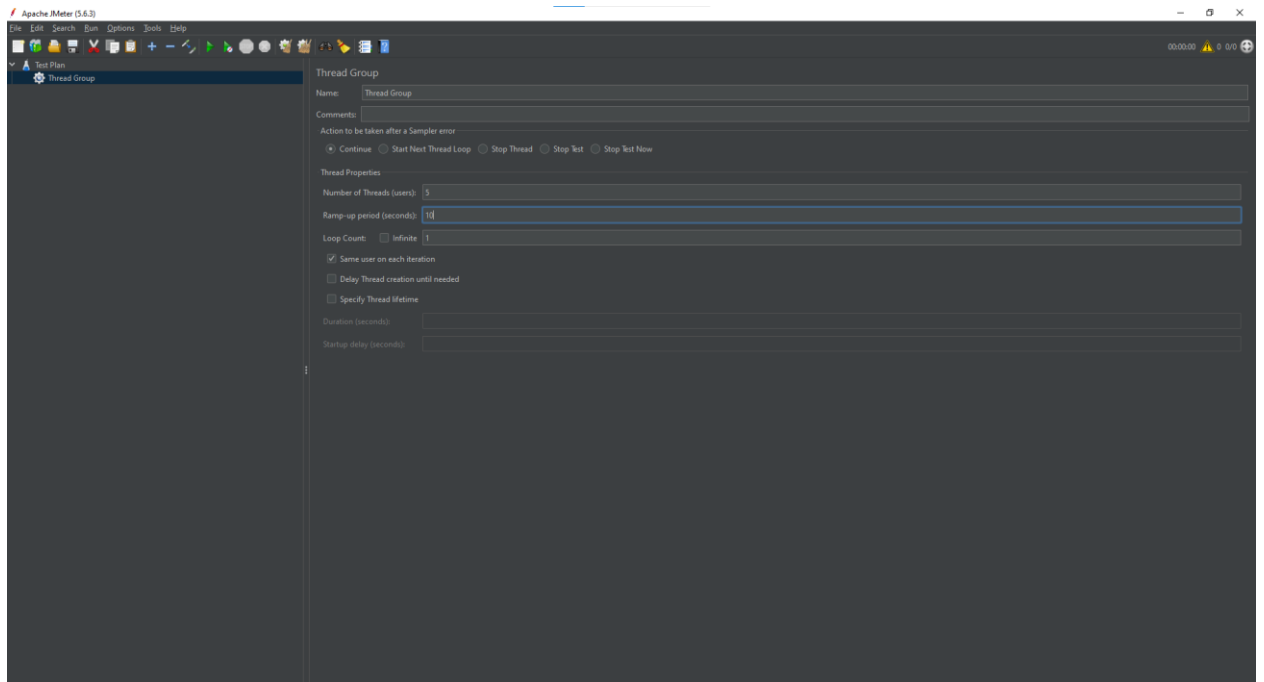 Apache JMeter (5.6.3)
File Edit Search Run Options Tools Help
00:00:00 0 0/0
Test Plan
Thread Group
Thread Group
Name: Thread Group
Comments:
Action to be taken after a Sampler error
Continue Start Next Thread Loop Stop Thread Stop Test Stop Test Now
Thread Properties
Number of Threads (users): 5
Ramp-up period (seconds): 10
Loop Count: Infinite 1
Same user on each iteration
Delay Thread creation until needed
Specify Thread lifetime
Duration (seconds):
Startup delay (seconds):